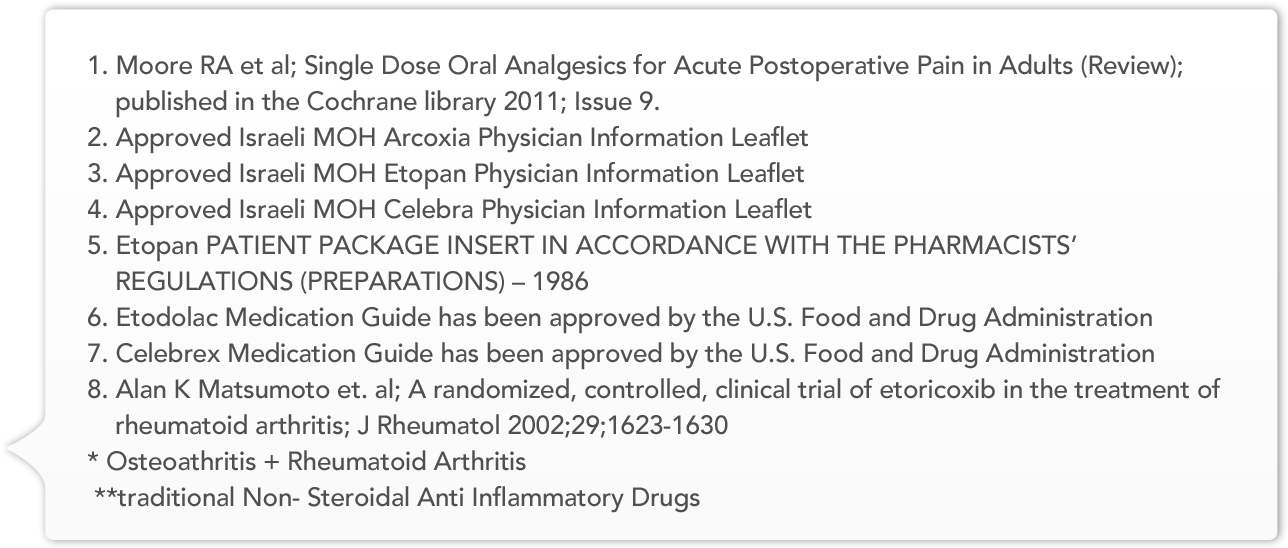 1. Moore RA et al; Single Dose Oral Analgesics for Acute Postoperative Pain in Adults (Review);
published in the Cochrane library 2011; Issue 9.
2. Approved Israeli MOH Arcoxia Physician Information Leaflet
3. Approved Israeli MOH Etopan Physician Information Leaflet
4. Approved Israeli MOH Celebra Physician Information Leaflet
5. Etopan PATIENT PACKAGE INSERT IN ACCORDANCE WITH THE PHARMACISTS'
REGULATIONS (PREPARATIONS) – 1986
6. Etodolac Medication Guide has been approved by the U.S. Food and Drug Administration
7. Celebrex Medication Guide has been approved by the U.S. Food and Drug Administration
8. Alan K Matsumoto et. al; A randomized, controlled, clinical trial of etoricoxib in the treatment of
rheumatoid arthritis; J Rheumatol 2002;29;1623-1630
* Osteoathritis + Rheumatoid Arthritis
**traditional Non- Steroidal Anti Inflammatory Drugs